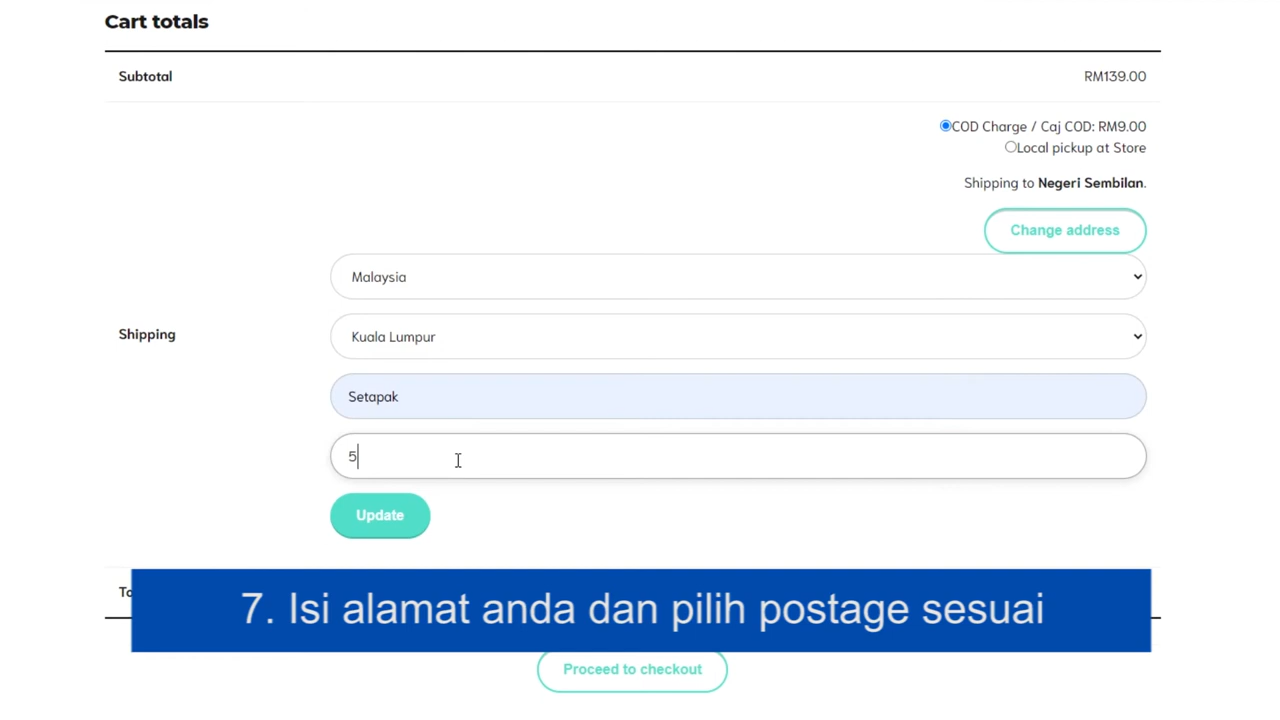 Cart totals
Subtotal RM139.00
COD Charge / Caj COD: RM9.00
Local pickup at Store
Shipping to Negeri Sembilan.
Change address
Malaysia
Shipping
Kuala Lumpur
Setapak
5
Update
7. Isi alamat anda dan pilih postage sesuai
Proceed to checkout